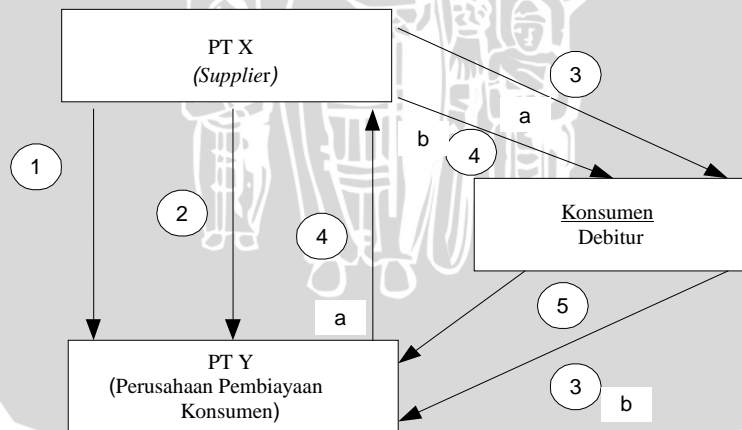 PT X
(Supplier)
3
a
b
4
1
Konsumen
Debitur
2
4
5
a
PT Y
(Perusahaan Pembiayaan
Konsumen)
3
b